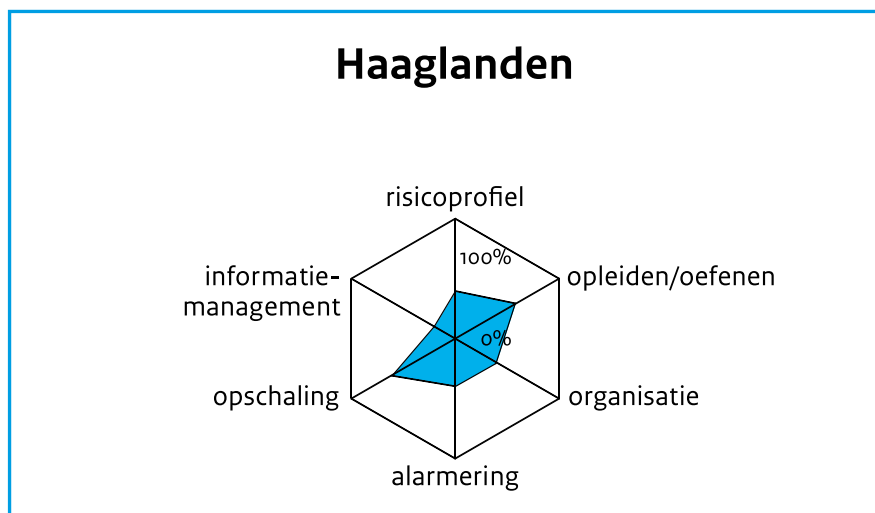 Haaglanden
risicoprofiel
100%
informatie-
management
opleiden/oefenen
0%
opschaling
organisatie
alarmering